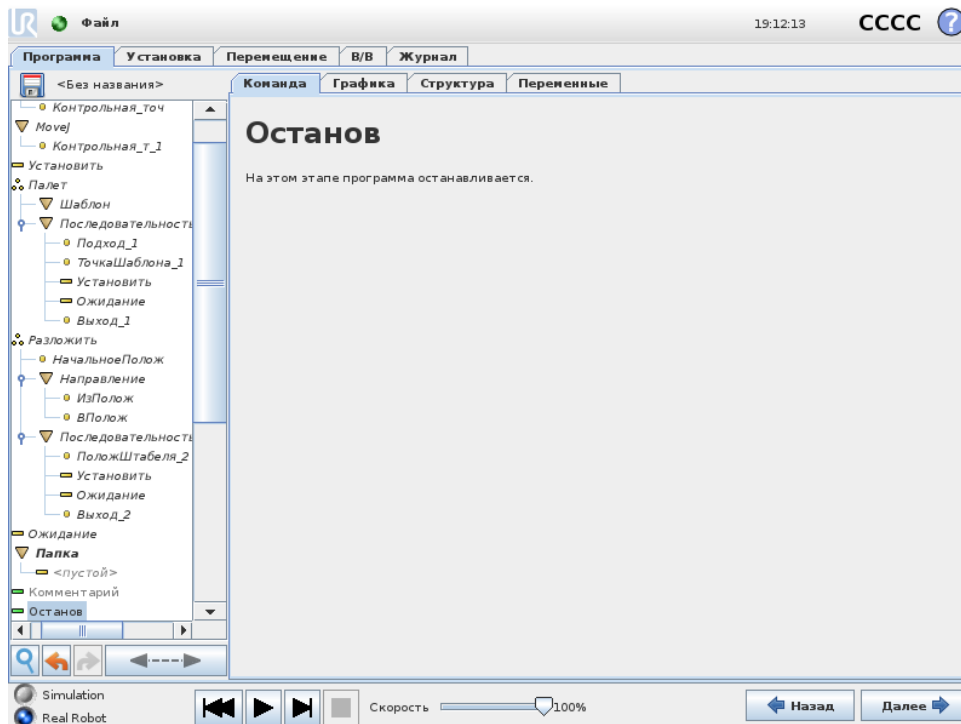 UR
Файл
19:12:13
CCCC
?
Программа
Установка
Перемещение
В/В
Журнал
<Без названия>
Команда
Графика
Структура
Переменные
Контрольная_точ
MoveJ
Контрольная_т_1
Установить
Палет
Шаблон
Последовательность
Подход_1
ТочкаШаблона_1
Установить
Ожидание
Выход_1
Разложить
НачальноеПолож
Направление
ИзПолож
ВПолож
Последовательность
ПоложШтабеля_2
Установить
Ожидание
Выход_2
Ожидание
Папка
<пустой>
Комментарий
Останов
Останов
На этом этапе программа останавливается.
Simulation
Real Robot
Скорость
100%
Назад
Далее